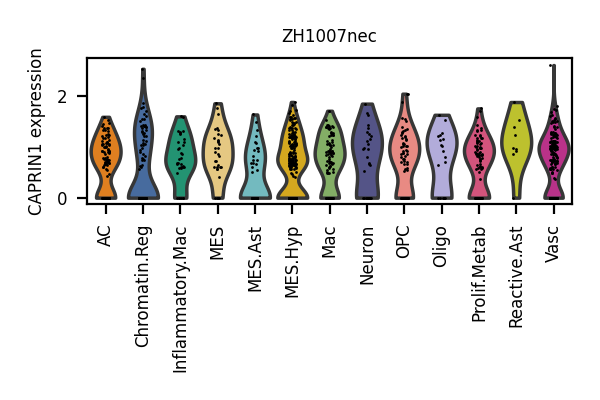 ZH1007nec
CAPRIN1 expression
2
0
AC
Chromatin.Reg
Inflammatory.Mac
MES
MES.Ast
MES.Hyp
Mac
Neuron
OPC
Oligo
Prolif.Metab
Reactive.Ast
Vasc